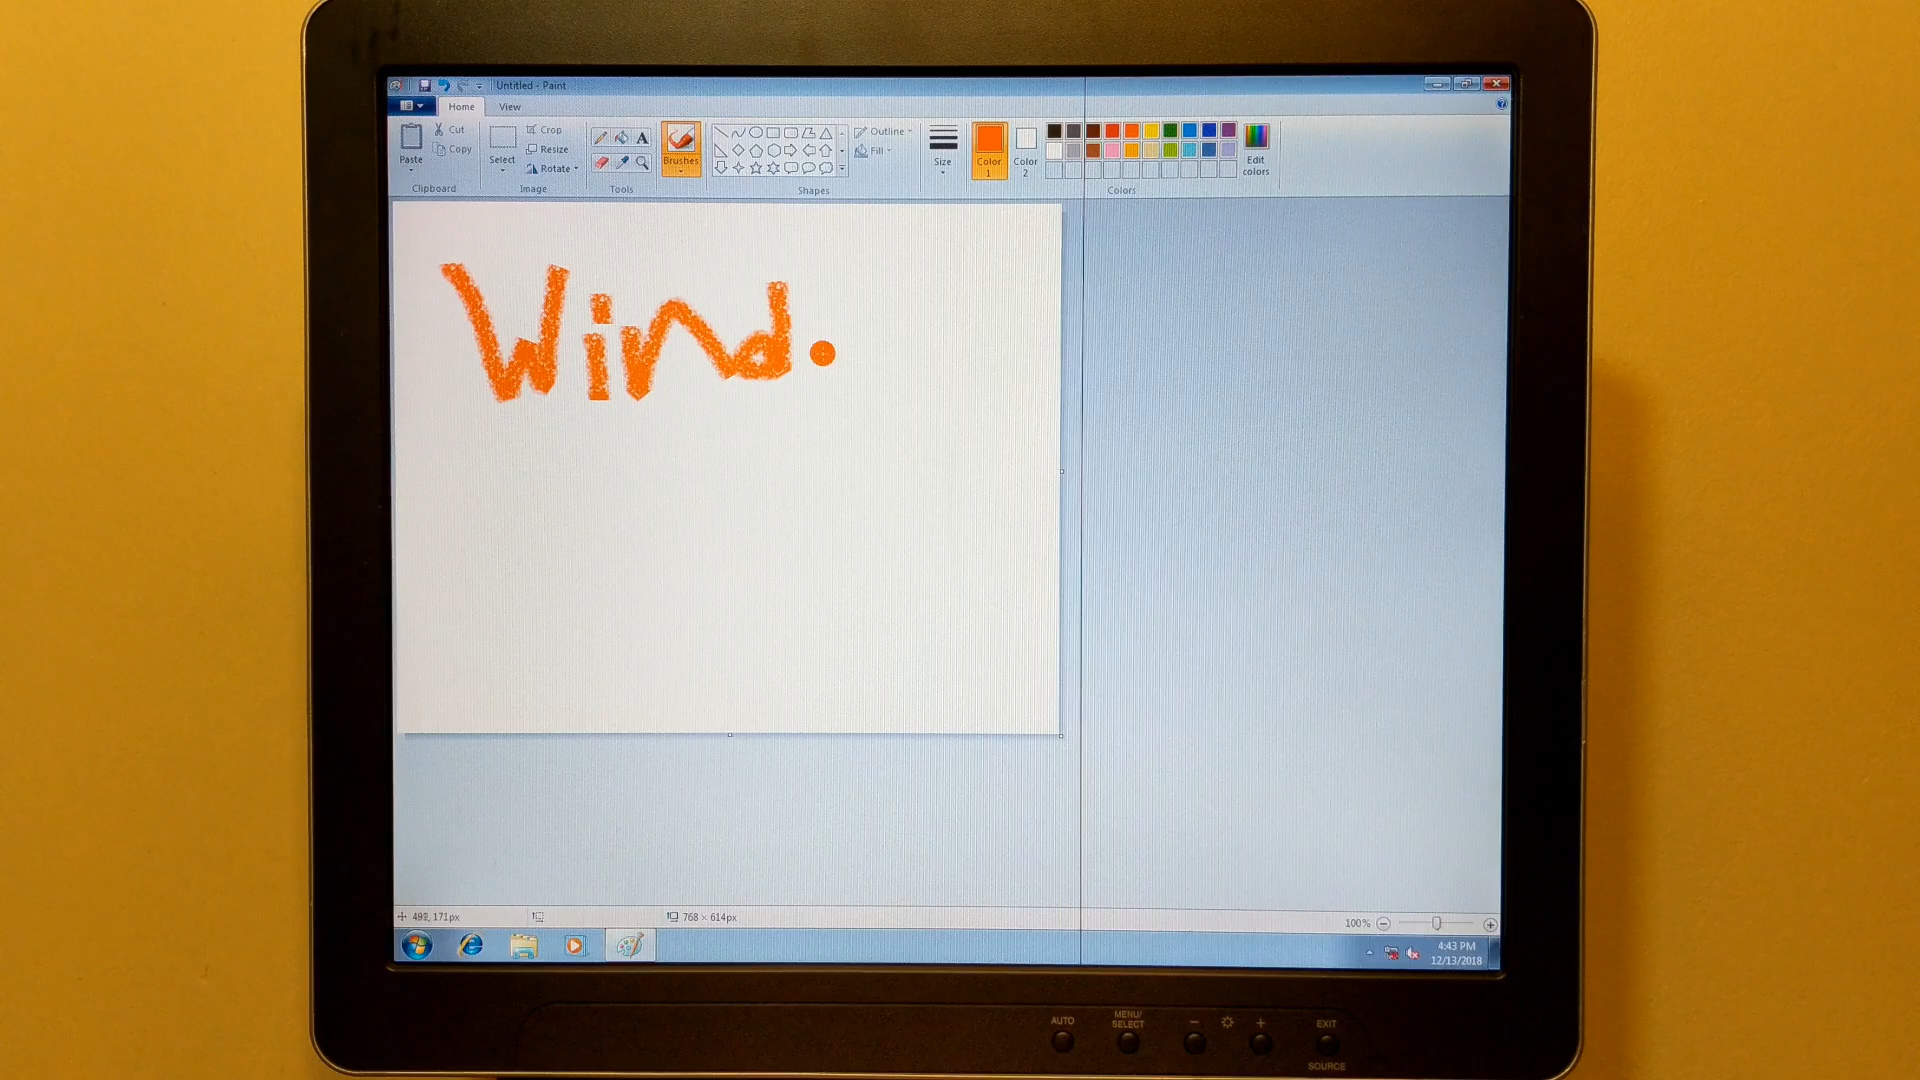 Untitled - Paint
Home View
Paste
Cut
Copy
Clipboard
Select
Crop
Resize
Rotate
Image
A
Tools
Brushes
Outline
Fill
Shapes
Size
Color 1
Color 2
Edit colors
Colors
Wind
171px
768 × 614px
100%
4:43 PM
12/13/2018
AUTO
MENU/
SELECT
− +
EXIT
SOURCE